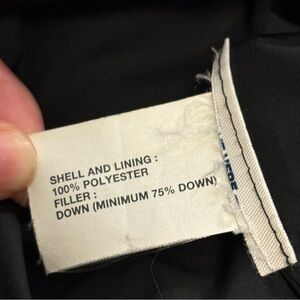 SHELL AND LINING :
100% POLYESTER
FILLER :
DOWN (MINIMUM 75% DOWN)